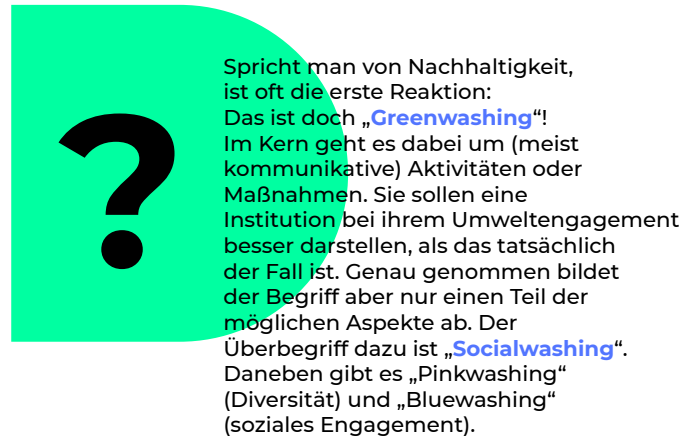 ?
Spricht man von Nachhaltigkeit,
ist oft die erste Reaktion:
Das ist doch „Greenwashing“!
Im Kern geht es dabei um (meist
kommunikative) Aktivitäten oder
Maßnahmen. Sie sollen eine
Institution bei ihrem Umweltengagement
besser darstellen, als das tatsächlich
der Fall ist. Genau genommen bildet
der Begriff aber nur einen Teil der
möglichen Aspekte ab. Der
Überbegriff dazu ist „Socialwashing“.
Daneben gibt es „Pinkwashing“
(Diversität) und „Bluewashing“
(soziales Engagement).